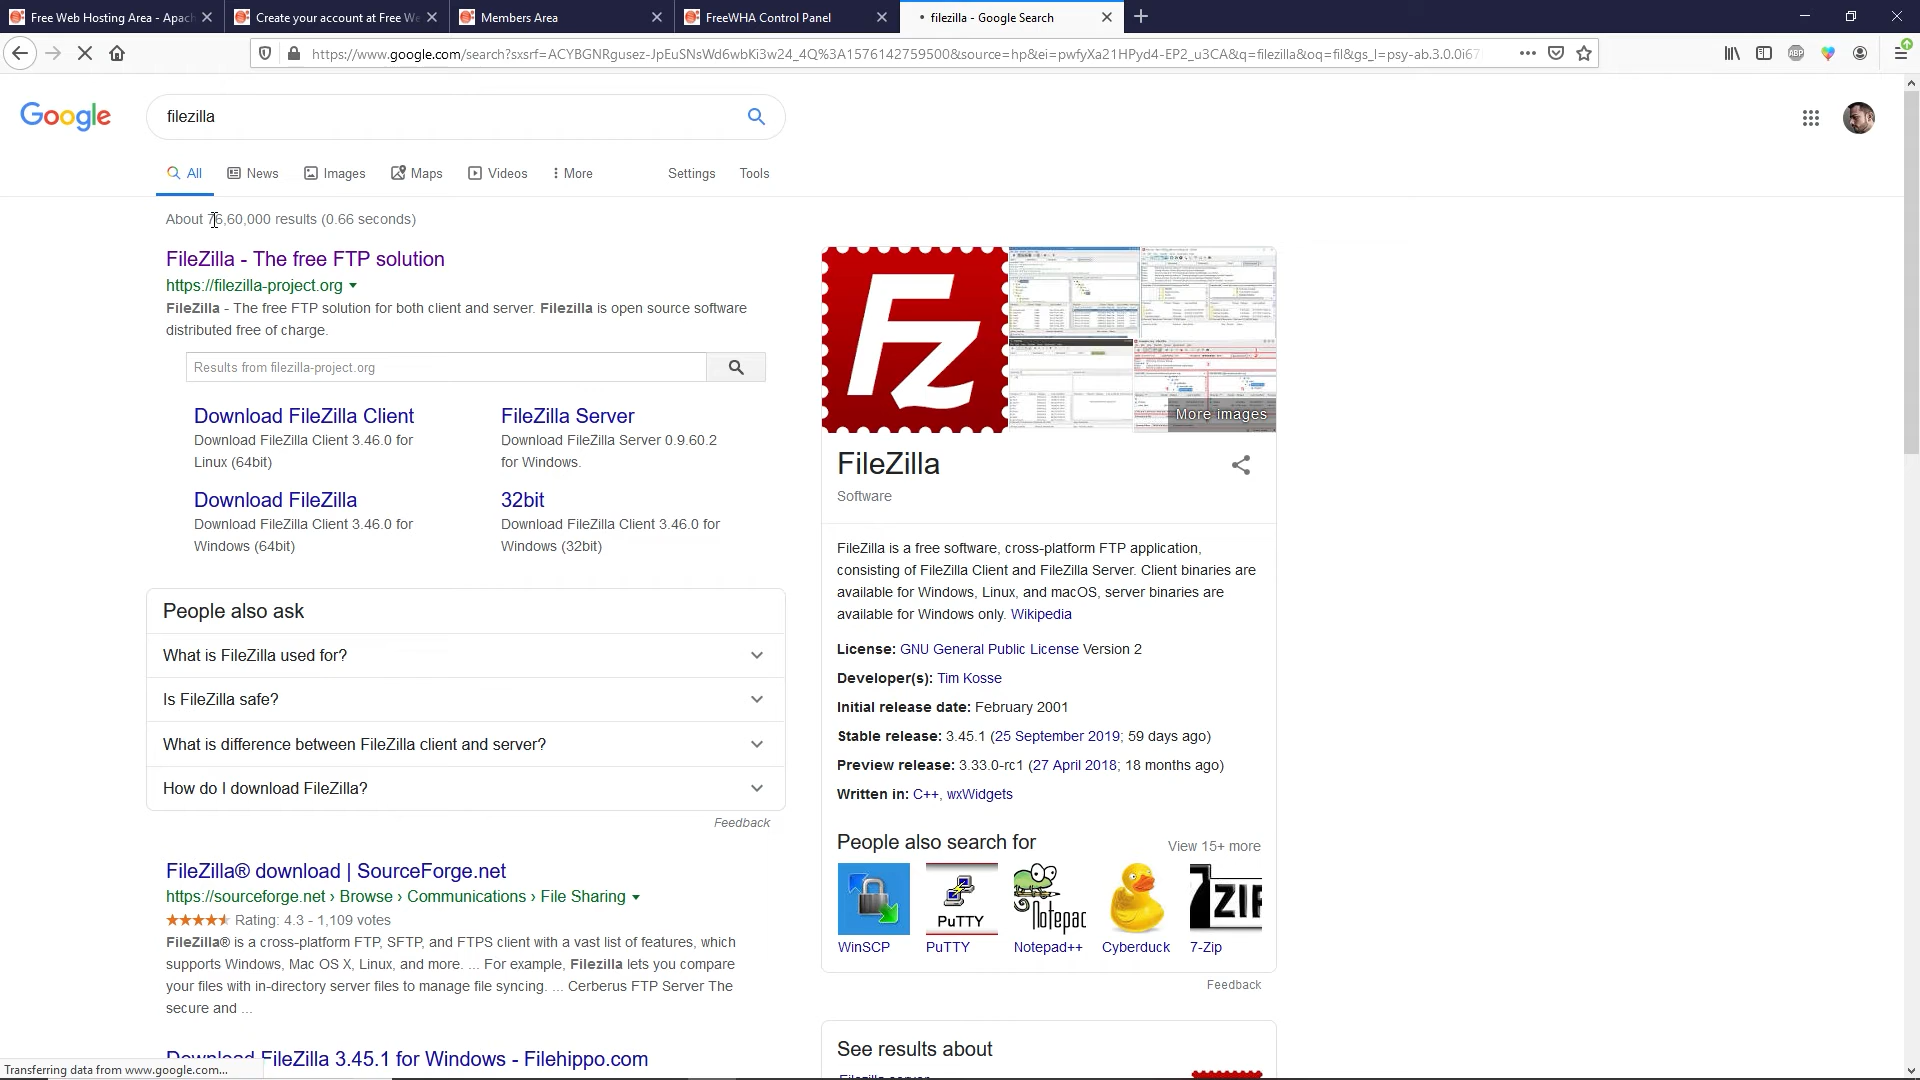 Free Web Hosting Area - Apac
Create your account at Free We
Members Area
FreeWHA Control Panel
filezilla - Google Search
https://www.google.com/search?sxsrf=ACYBGNRgusez-JpEuSNsWd6wbKi3w24_4Q%3A1576142759500&source=hp&ei=pwfyXa21HPyd4-EP2_u3CA&q=filezilla&oq=fil&gs_l=psy-ab.3.0.0i67
ABP
Google
filezilla
All News Images Maps Videos More Settings Tools
About 76,60,000 results (0.66 seconds)
FileZilla - The free FTP solution
https://filezilla-project.org
FileZilla - The free FTP solution for both client and server. Filezilla is open source software
distributed free of charge.
Results from filezilla-project.org
Download FileZilla Client
Download FileZilla Client 3.46.0 for
Linux (64bit)
FileZilla Server
Download FileZilla Server 0.9.60.2
for Windows.
Download FileZilla
Download FileZilla Client 3.46.0 for
Windows (64bit)
32bit
Download FileZilla Client 3.46.0 for
Windows (32bit)
People also ask
What is FileZilla used for?
Is FileZilla safe?
What is difference between FileZilla client and server?
How do I download FileZilla?
Feedback
FileZilla® download | SourceForge.net
https://sourceforge.net › Browse › Communications › File Sharing
Rating: 4.3 - 1,109 votes
FileZilla® is a cross-platform FTP, SFTP, and FTPS client with a vast list of features, which
supports Windows, Mac OS X, Linux, and more. ... For example, Filezilla lets you compare
your files with in-directory server files to manage file syncing. ... Cerberus FTP Server The
secure and ...
Download FileZilla 3.45.1 for Windows - Filehippo.com
Transferring data from www.google.com...
Fz
More images
FileZilla
Software
FileZilla is a free software, cross-platform FTP application,
consisting of FileZilla Client and FileZilla Server. Client binaries are
available for Windows, Linux, and macOS, server binaries are
available for Windows only. Wikipedia
License: GNU General Public License Version 2
Developer(s): Tim Kosse
Initial release date: February 2001
Stable release: 3.45.1 (25 September 2019; 59 days ago)
Preview release: 3.33.0-rc1 (27 April 2018; 18 months ago)
Written in: C++, wxWidgets
People also search for
View 15+ more
PuTTY
Notepad
7ZIP
WinSCP PuTTY Notepad++ Cyberduck 7-Zip
Feedback
See results about
Filezilla server